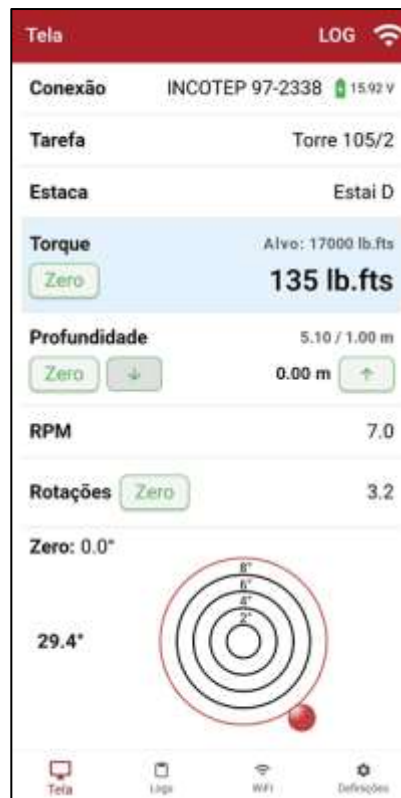 Tela LOG
Conexão INCOTEP 97-2338 15.92 V
Tarefa Torre 105/2
Estaca Estai D
Torque Alvo: 17000 lb.fts
Zero 135 lb.fts
Profundidade 5.10 / 1.00 m
Zero ↓ 0.00 m ↑
RPM 7.0
Rotações Zero 3.2
Zero: 0.0°
8°
6°
4°
2°
29.4°
Tela Logs WiFi Definições